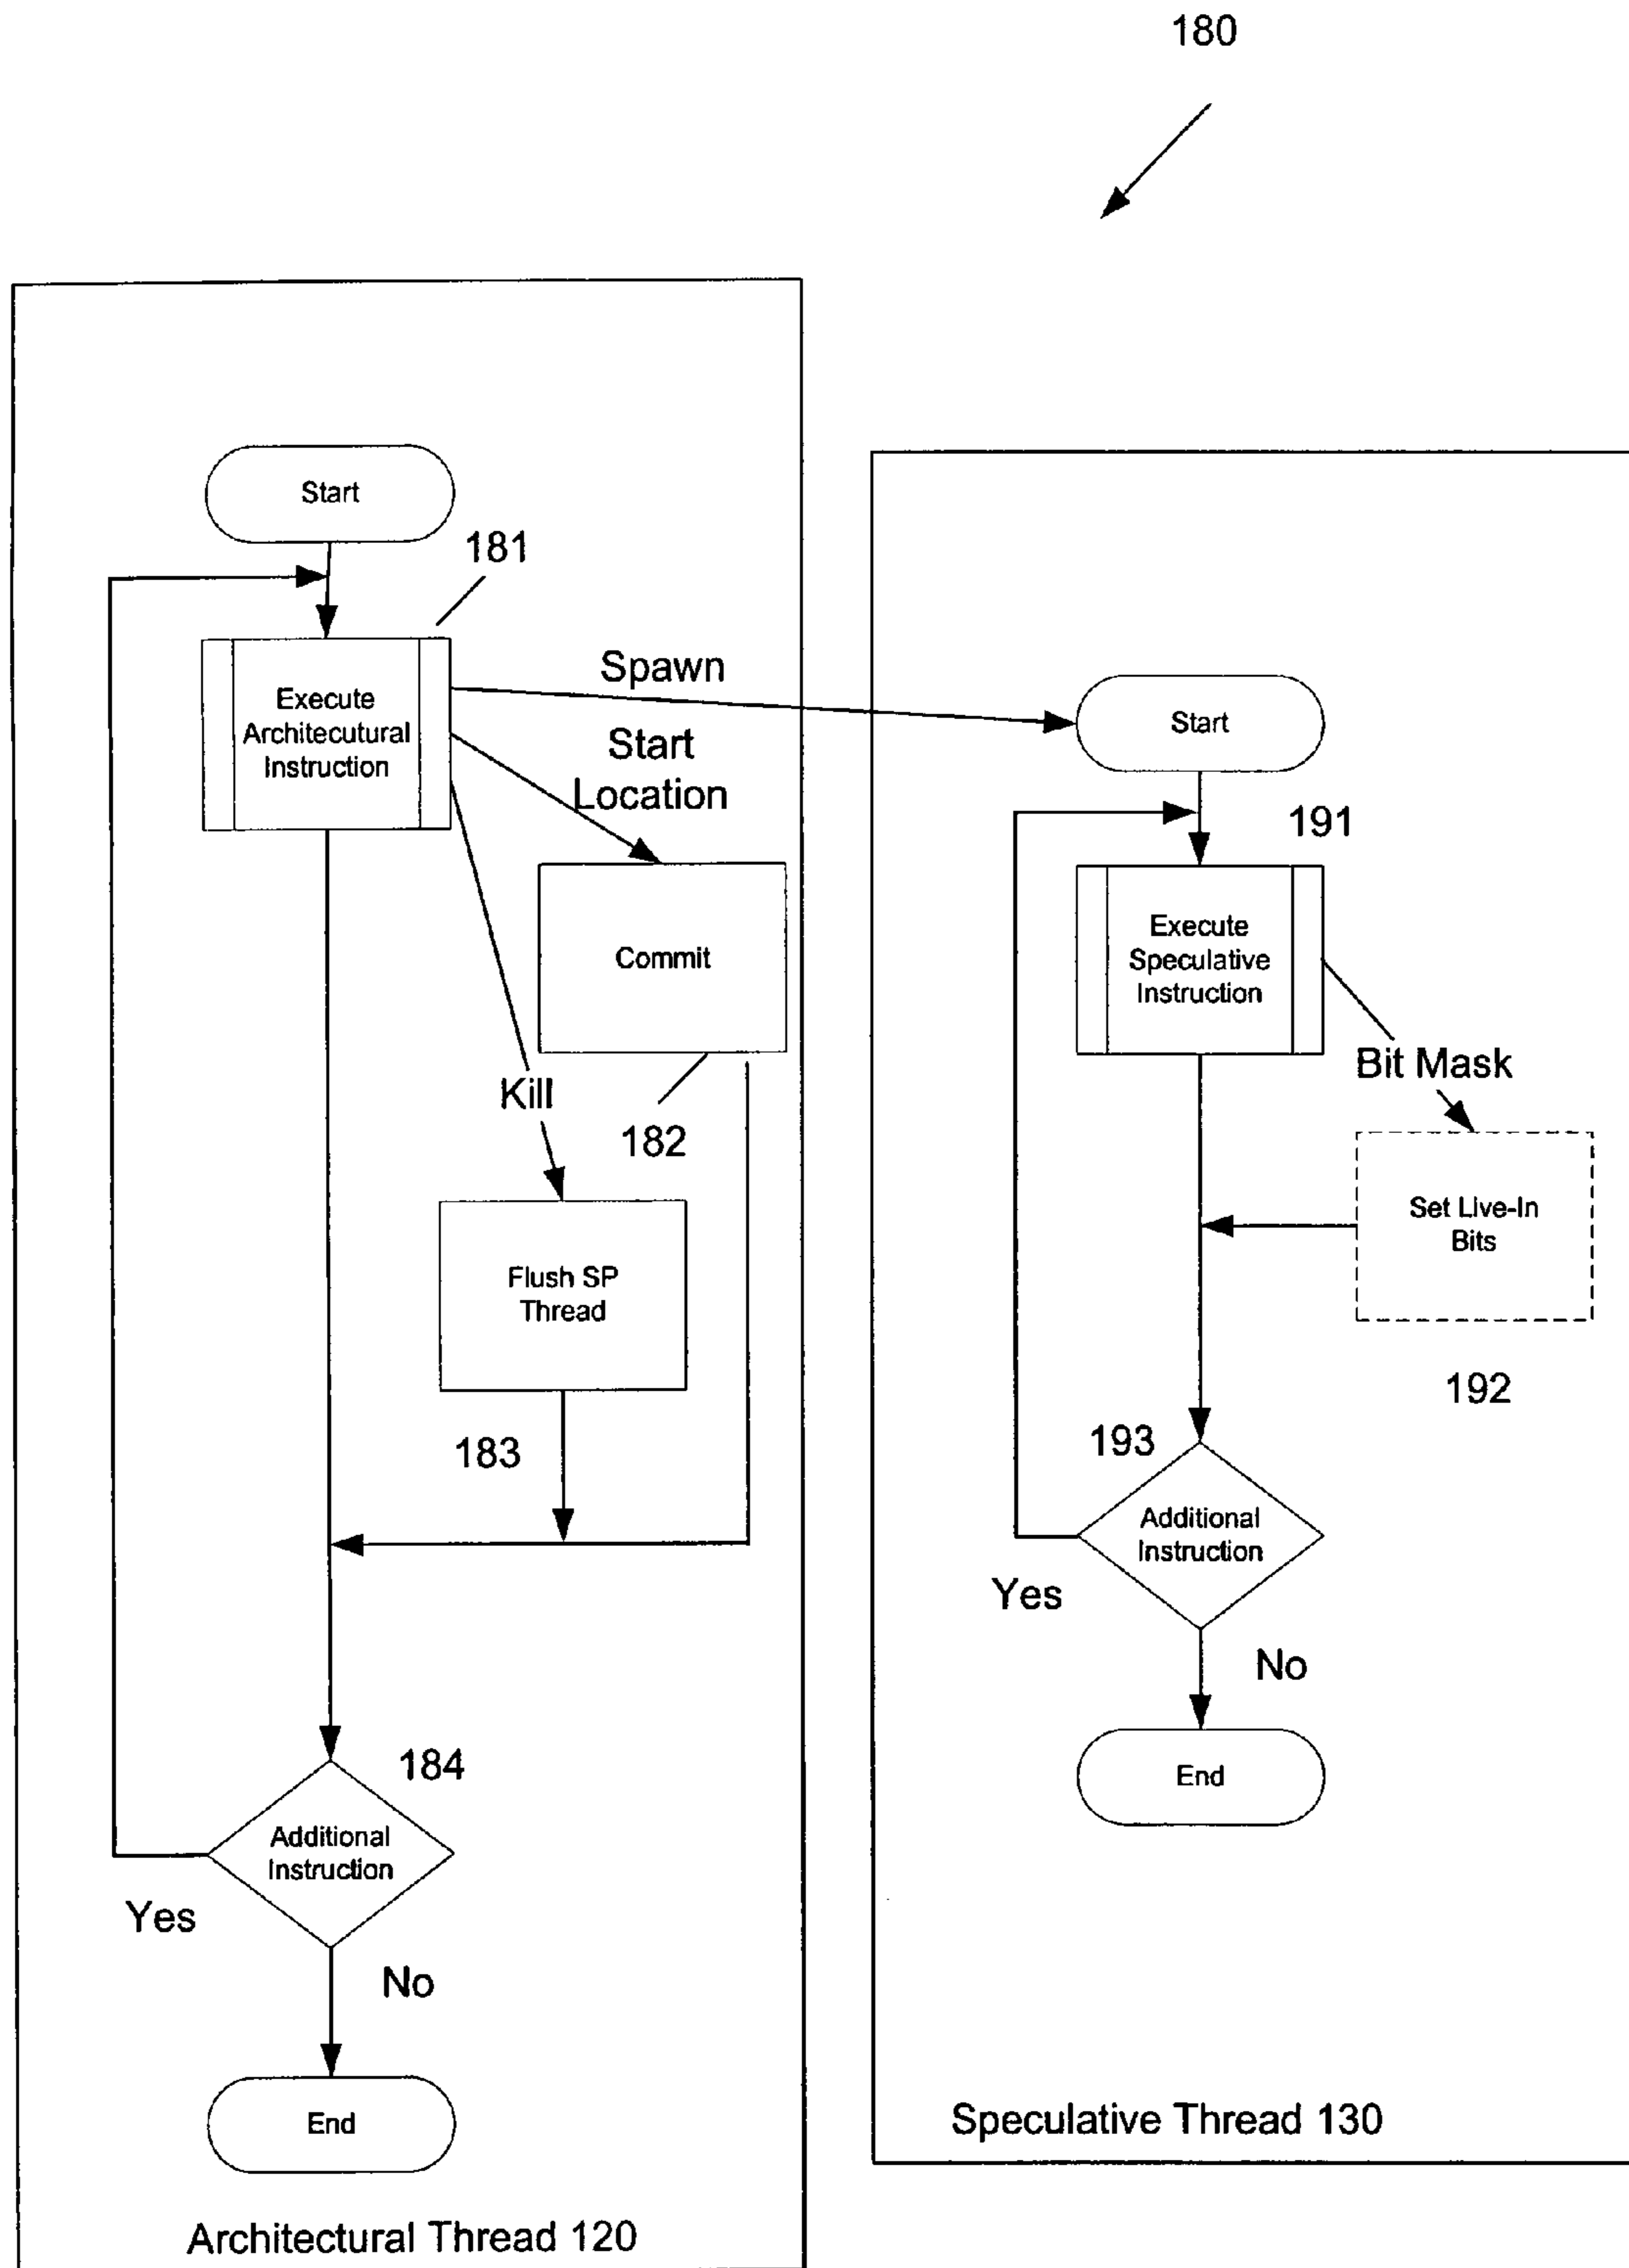 180
Start
181
Execute
Architecutural
Instruction
Spawn
Start
Location
Commit
182
Kill
Flush SP
Thread
183
184
Additional
Instruction
Yes
No
End
Architectural Thread 120
Start
191
Execute
Speculative
Instruction
Bit Mask
Set Live-In
Bits
192
193
Additional
Instruction
Yes
No
End
Speculative Thread 130